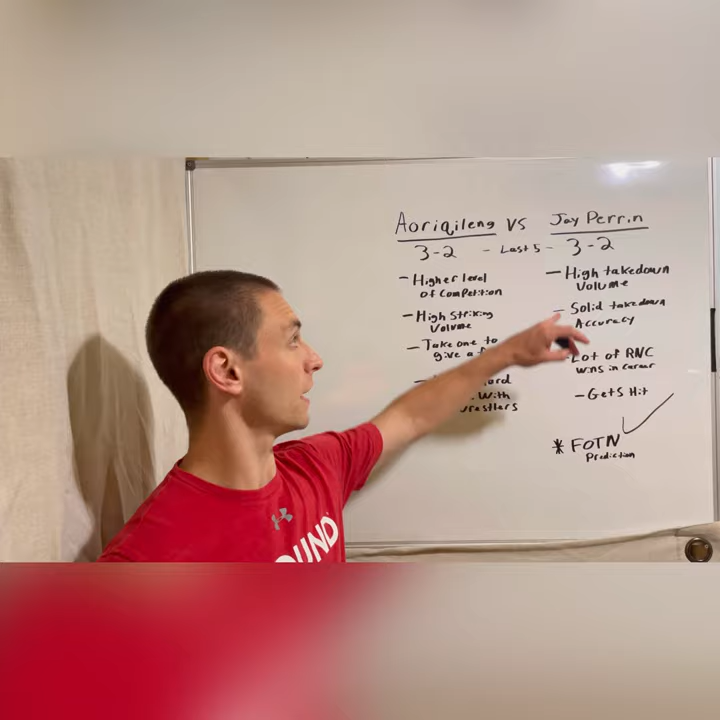 Aoriqileng vs Jay Perrin
3-2 - Last 5 - 3-2
- Higher level
of competition
- High Striking
Volume
- Take one to
give a
ord
With
wrestlers
- High takedown
Volume
- Solid takedown
Accuracy
Lot of RNC
wins in career
- Gets Hit
* FOTN
Prediction
OUND